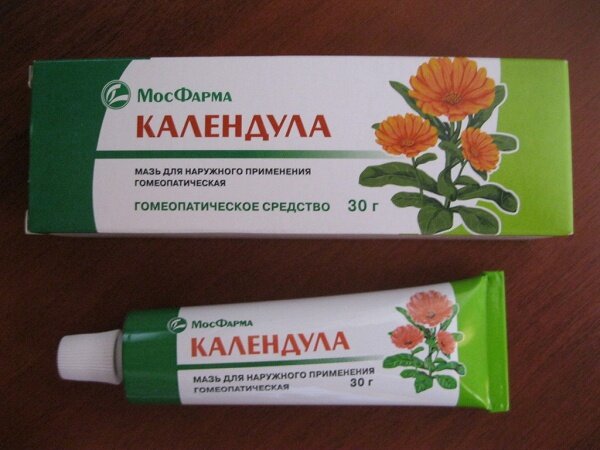 МосФарма
КАЛЕНДУЛА
МАЗЬ ДЛЯ НАРУЖНОГО ПРИМЕНЕНИЯ
ГОМЕОПАТИЧЕСКАЯ
ГОМЕОПАТИЧЕСКОЕ СРЕДСТВО 30 г
МосФарма
КАЛЕНДУЛА
МАЗЬ ДЛЯ НАРУЖНОГО ПРИМЕНЕНИЯ
ГОМЕОПАТИЧЕСКАЯ 30 г